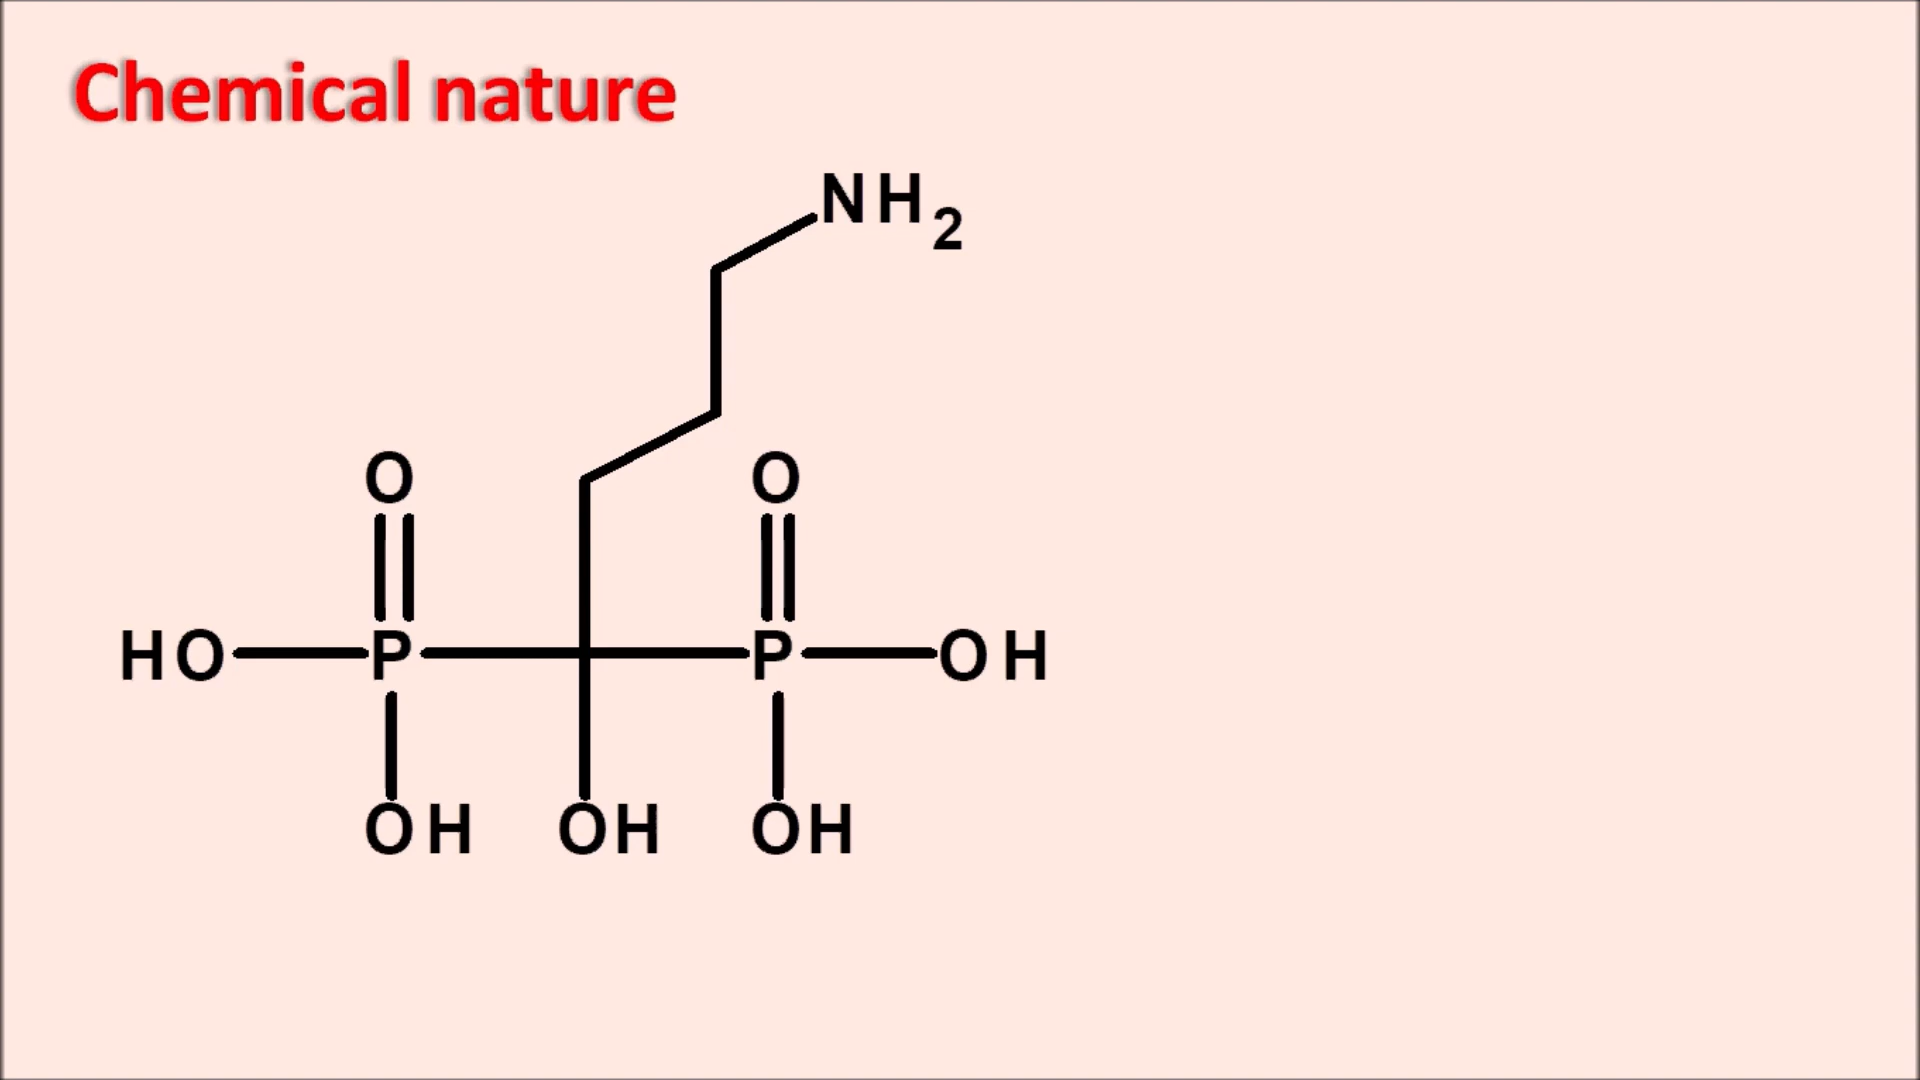 Chemical nature
NH2
O O
HO P P OH
OH OH OH